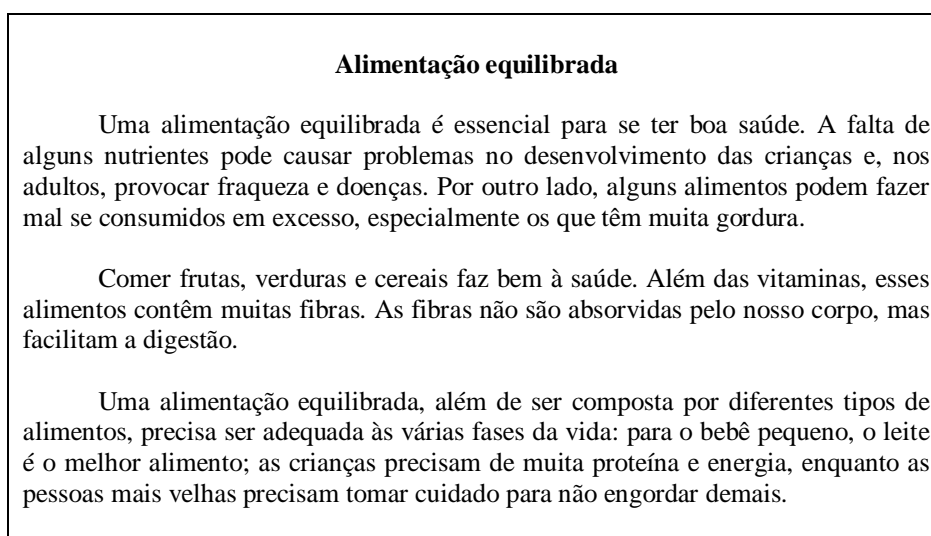 Alimentação equilibrada
Uma alimentação equilibrada é essencial para se ter boa saúde. A falta de
alguns nutrientes pode causar problemas no desenvolvimento das crianças e, nos
adultos, provocar fraqueza e doenças. Por outro lado, alguns alimentos podem fazer
mal se consumidos em excesso, especialmente os que têm muita gordura.
Comer frutas, verduras e cereais faz bem à saúde. Além das vitaminas, esses
alimentos contêm muitas fibras. As fibras não são absorvidas pelo nosso corpo, mas
facilitam a digestão.
Uma alimentação equilibrada, além de ser composta por diferentes tipos de
alimentos, precisa ser adequada às várias fases da vida: para o bebê pequeno, o leite
é o melhor alimento; as crianças precisam de muita proteína e energia, enquanto as
pessoas mais velhas precisam tomar cuidado para não engordar demais.